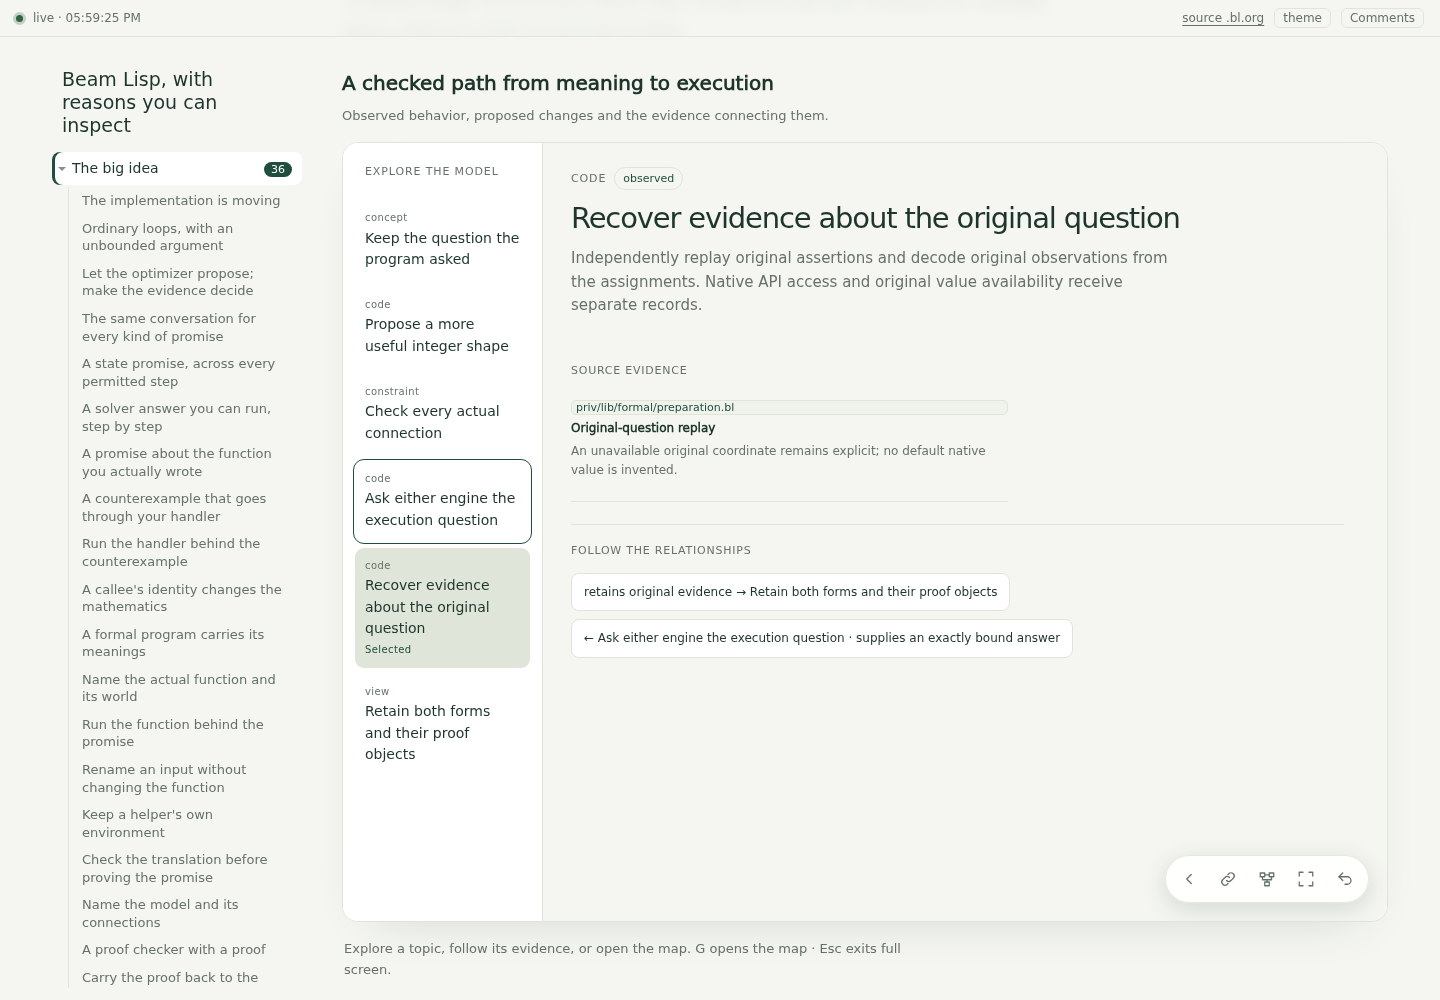 live · 05:59:25 PM
source .bl.org
theme
Comments
Beam Lisp, with
reasons you can
inspect
The big idea
36
The implementation is moving
Ordinary loops, with an
unbounded argument
Let the optimizer propose;
make the evidence decide
The same conversation for
every kind of promise
A state promise, across every
permitted step
A solver answer you can run,
step by step
A promise about the function
you actually wrote
A counterexample that goes
through your handler
Run the handler behind the
counterexample
A callee's identity changes the
mathematics
A formal program carries its
meanings
Name the actual function and
its world
Run the function behind the
promise
Rename an input without
changing the function
Keep a helper's own
environment
Check the translation before
proving the promise
Name the model and its
connections
A proof checker with a proof
Carry the proof back to the
A checked path from meaning to execution
Observed behavior, proposed changes and the evidence connecting them.
EXPLORE THE MODEL
concept
Keep the question the
program asked
code
Propose a more
useful integer shape
constraint
Check every actual
connection
code
Ask either engine the
execution question
code
Recover evidence
about the original
question
Selected
view
Retain both forms
and their proof
objects
CODE
observed
Recover evidence about the original question
Independently replay original assertions and decode original observations from
the assignments. Native API access and original value availability receive
separate records.
SOURCE EVIDENCE
priv/lib/formal/preparation.bl
Original-question replay
An unavailable original coordinate remains explicit; no default native
value is invented.
FOLLOW THE RELATIONSHIPS
retains original evidence → Retain both forms and their proof objects
← Ask either engine the execution question · supplies an exactly bound answer
Explore a topic, follow its evidence, or open the map. G opens the map · Esc exits full
screen.